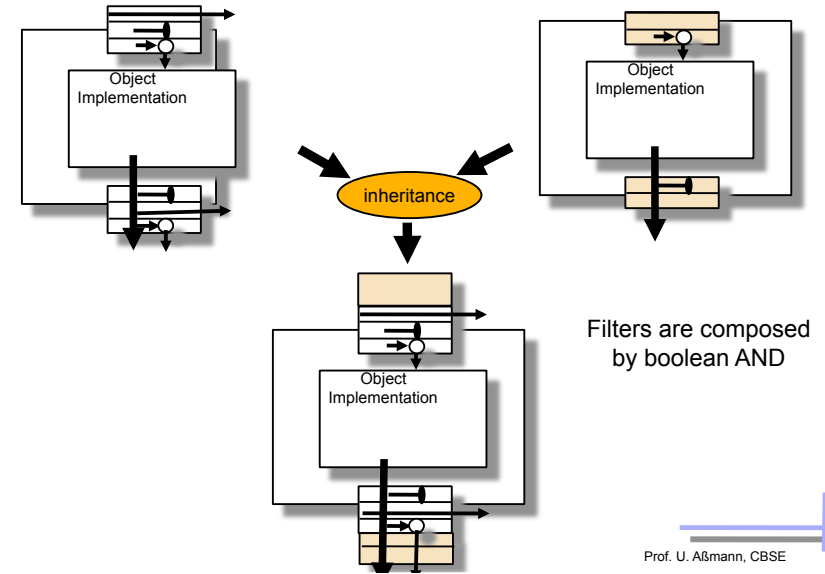 Object
Implementation
Object
Implementation
inheritance
Filters are composed
by boolean AND
Object
Implementation
Prof. U. Aßmann, CBSE